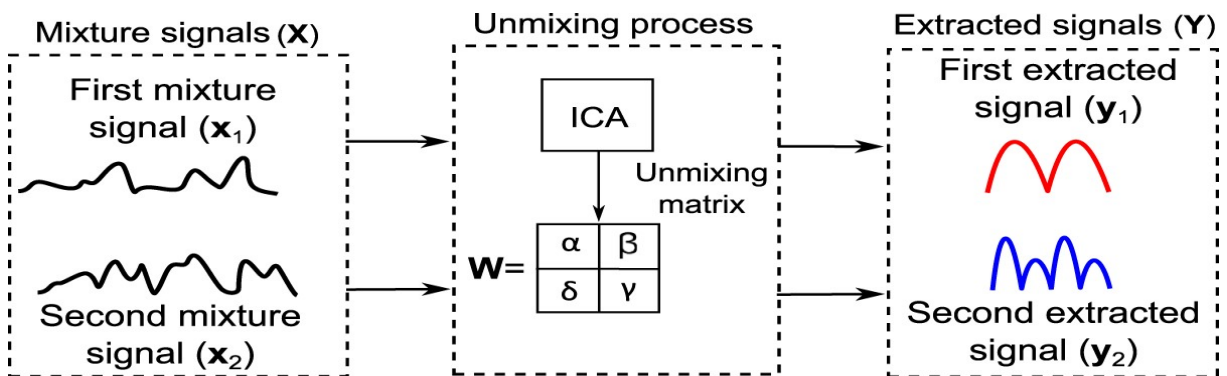 Mixture signals (X)
First mixture
signal (x₁)
Second mixture
signal (x₂)
Unmixing process
ICA
Unmixing
matrix
W=
α β
δ γ
Extracted signals (Y)
First extracted
signal (y₁)
Second extracted
signal (y₂)